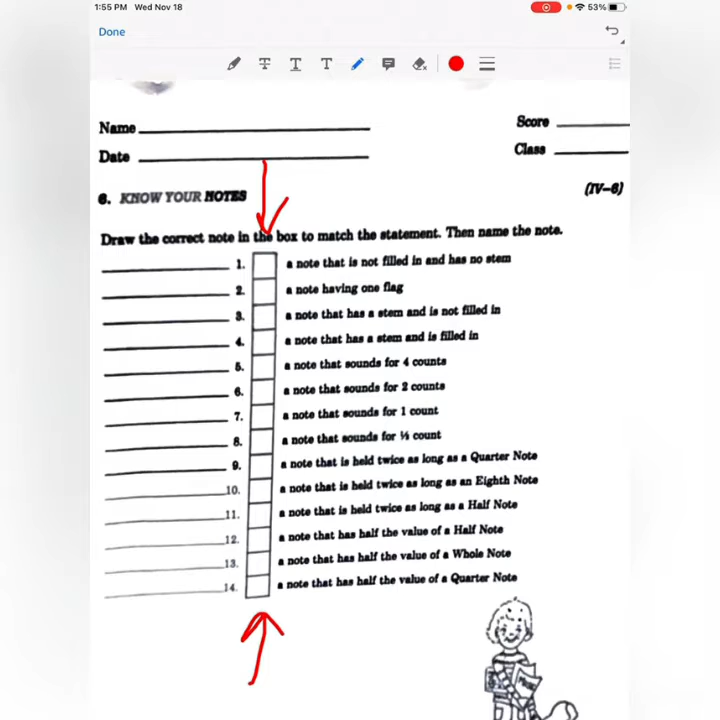 1:55 PM Wed Nov 18
53%
Done
T T T
Name
Score
Date
Class
6. KNOW YOUR NOTES
(IV-6)
Draw the correct note in the box to match the statement. Then name the note.
1. a note that is not filled in and has no stem
2. a note having one flag
3. a note that has a stem and is not filled in
4. a note that has a stem and is filled in
5. a note that sounds for 4 counts
6. a note that sounds for 2 counts
7. a note that sounds for 1 count
8. a note that sounds for ½ count
9. a note that is held twice as long as a Quarter Note
10. a note that is held twice as long as an Eighth Note
11. a note that is held twice as long as a Half Note
12. a note that has half the value of a Half Note
13. a note that has half the value of a Whole Note
14. a note that has half the value of a Quarter Note